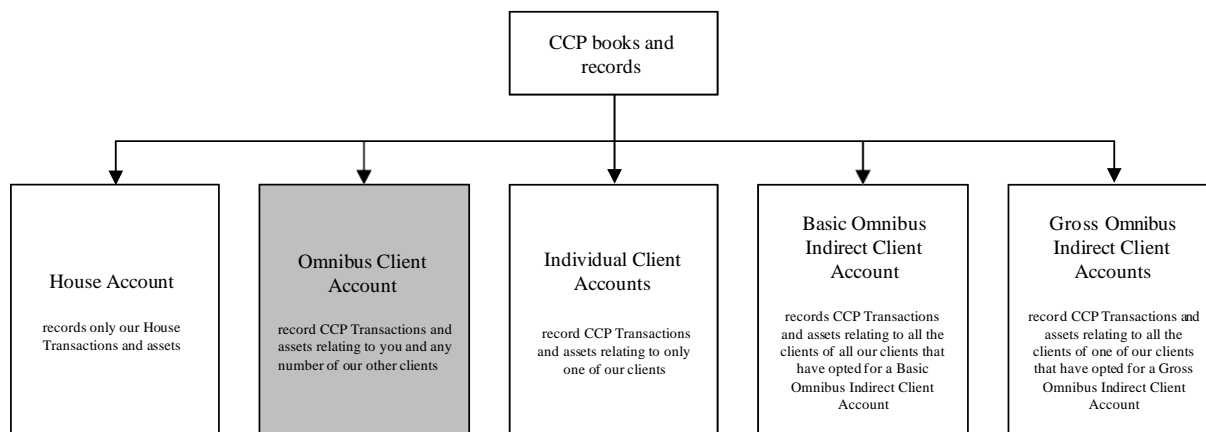 CCP books and
records
House Account
records only our House
Transactions and assets
Omnibus Client
Account
record CCP Transactions and
assets relating to you and any
number of our other clients
Individual Client
Accounts
record CCP Transactions
and assets relating to only
one of our clients
Basic Omnibus
Indirect Client
Account
records CCP Transactions
and assets relating to all the
clients of all our clients that
have opted for a Basic
Omnibus Indirect Client
Account
Gross Omnibus
Indirect Client
Accounts
record CCP Transactions and
assets relating to all the
clients of one of our clients
that have opted for a Gross
Omnibus Indirect Client
Account